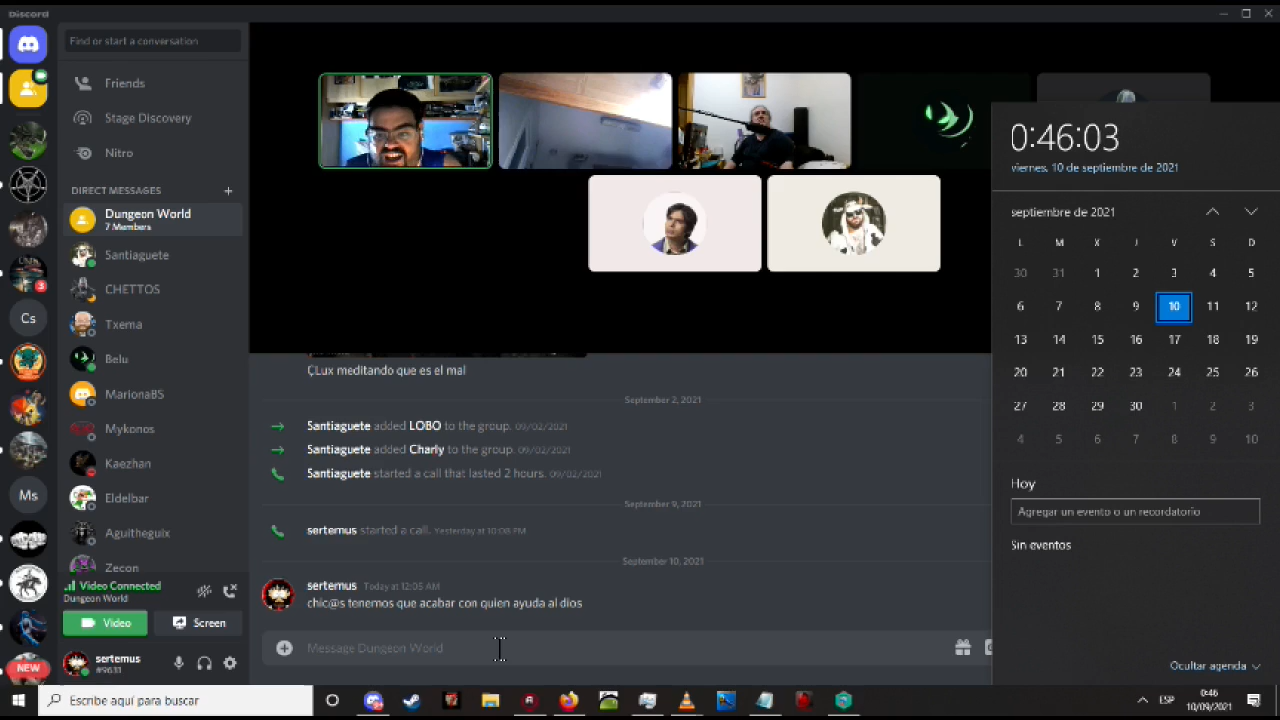 Discord
Find or start a conversation
Friends
Stage Discovery
Nitro
DIRECT MESSAGES +
Dungeon World
7 Members
Santiaguete
CHETTOS
Txema
Belu
MarionaBS
Mykonos
Kaezhan
Eldelbar
Aguitheguix
Zecon
3
Cs
Ms
NEW
Video Connected
Dungeon World
Video
Screen
sertemus
#9631
ÇLux meditando que es el mal
September 2, 2021
Santiaguete added LOBO to the group. 09/02/2021
Santiaguete added Charly to the group. 09/02/2021
Santiaguete started a call that lasted 2 hours. 09/02/2021
September 9, 2021
sertemus started a call. Yesterday at 10:08 PM
September 10, 2021
sertemus Today at 12:05 AM
chic@s tenemos que acabar con quien ayuda al dios
Message Dungeon World
0:46:03
viernes, 10 de septiembre de 2021
septiembre de 2021
L M X J V S D
30 31 1 2 3 4 5
6 7 8 9 10 11 12
13 14 15 16 17 18 19
20 21 22 23 24 25 26
27 28 29 30 1 2 3
4 5 6 7 8 9 10
Hoy
Agregar un evento o un recordatorio
Sin eventos
Ocultar agenda
Escribe aquí para buscar
ESP
0:46
10/09/2021